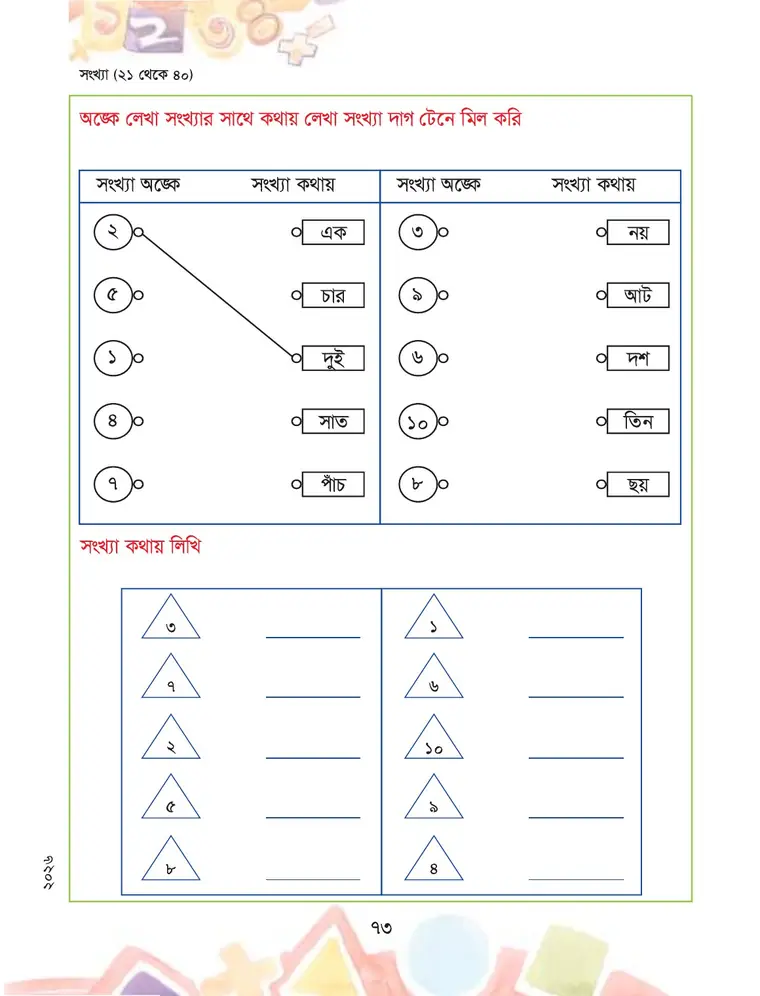 সংখ্যা (২১ থেকে ৪০)
অঙ্কে লেখা সংখ্যার সাথে কথায় লেখা সংখ্যা দাগ টেনে মিল করি
সংখ্যা অঙ্কে সংখ্যা কথায় সংখ্যা অঙ্কে সংখ্যা কথায়
২ এক ৩ নয়
৫ চার ৯ আট
১ দুই ৬ দশ
৪ সাত ১০ তিন
৭ পাঁচ ৮ ছয়
সংখ্যা কথায় লিখি
৩ ১
৭ ৬
২ ১০
৫ ৯
৮ ৪
২০২৬
৭৩